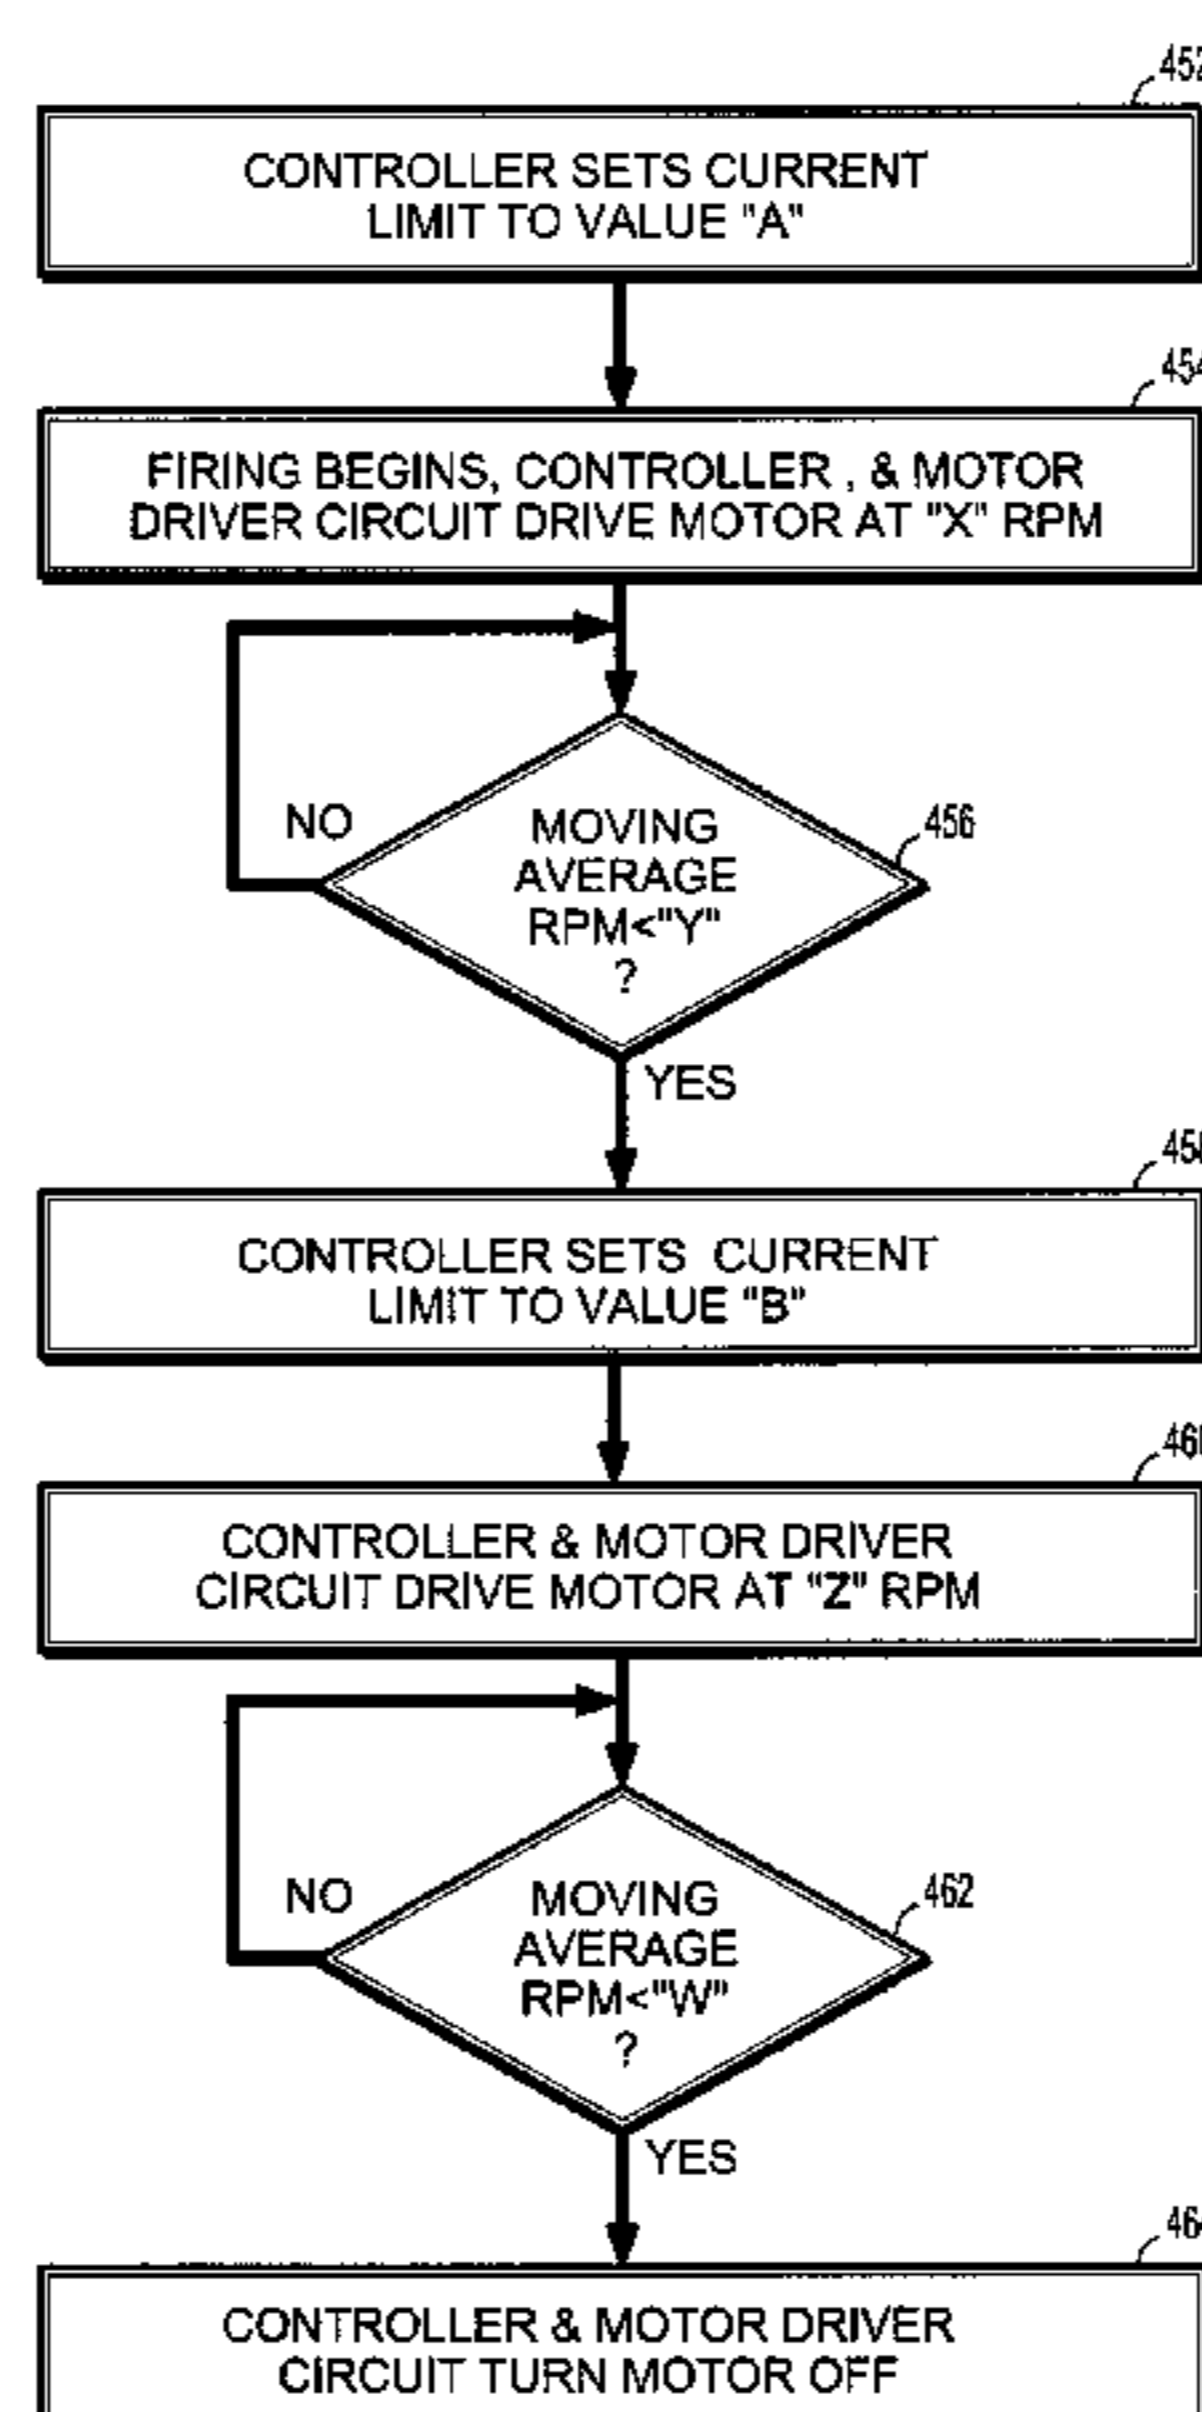 CONTROLLER SETS CURRENT
LIMIT TO VALUE "A"
FIRING BEGINS, CONTROLLER , & MOTOR
DRIVER CIRCUIT DRIVE MOTOR AT "X" RPM
NO
MOVING
AVERAGE
RPM<"Y"
?
456
YES
CONTROLLER SETS CURRENT
LIMIT TO VALUE "B"
CONTROLLER & MOTOR DRIVER
CIRCUIT DRIVE MOTOR AT "Z" RPM
NO
MOVING
AVERAGE
RPM<"W"
?
462
YES
CONTROLLER & MOTOR DRIVER
CIRCUIT TURN MOTOR OFF